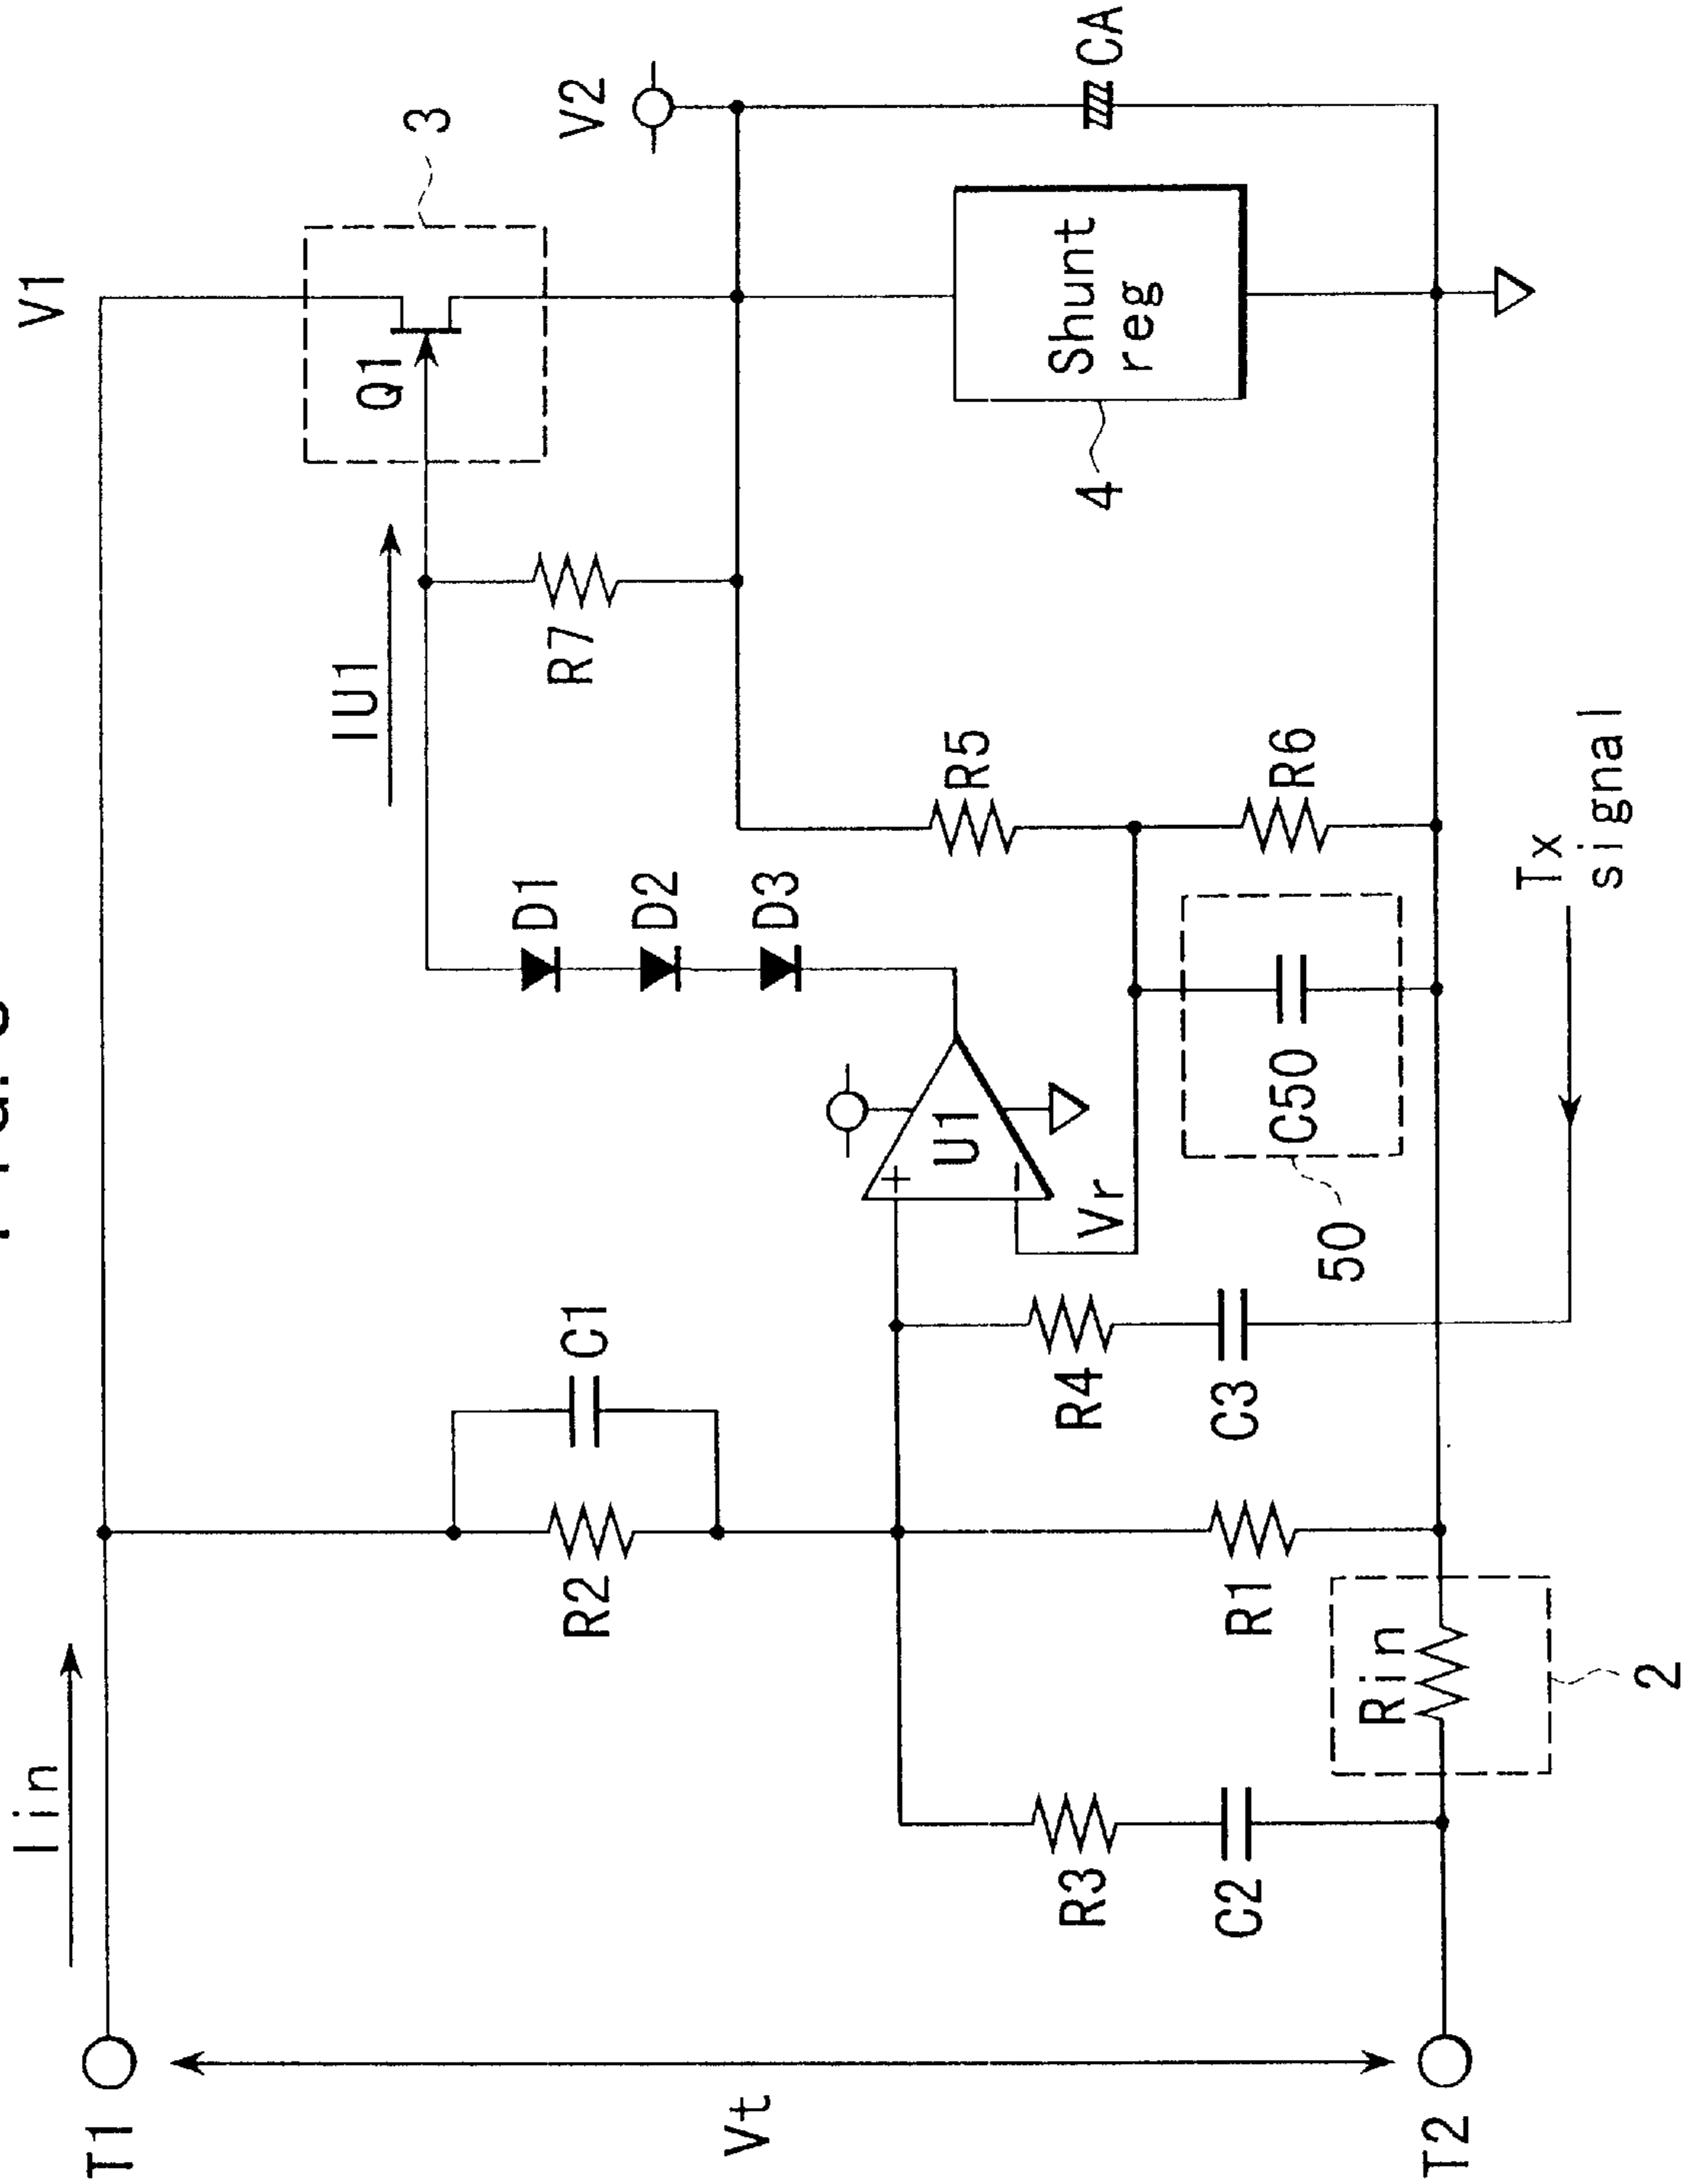 V1
3
V2
CA
Q1
Shunt
reg
4
IU1
R7
R5
R6
Tx
signal
D1
D2
D3
+
U1
−
Vr
C50
50
C1
R2
R4
C3
R1
Rin
2
Iin
R3
C2
T1
Vt
T2